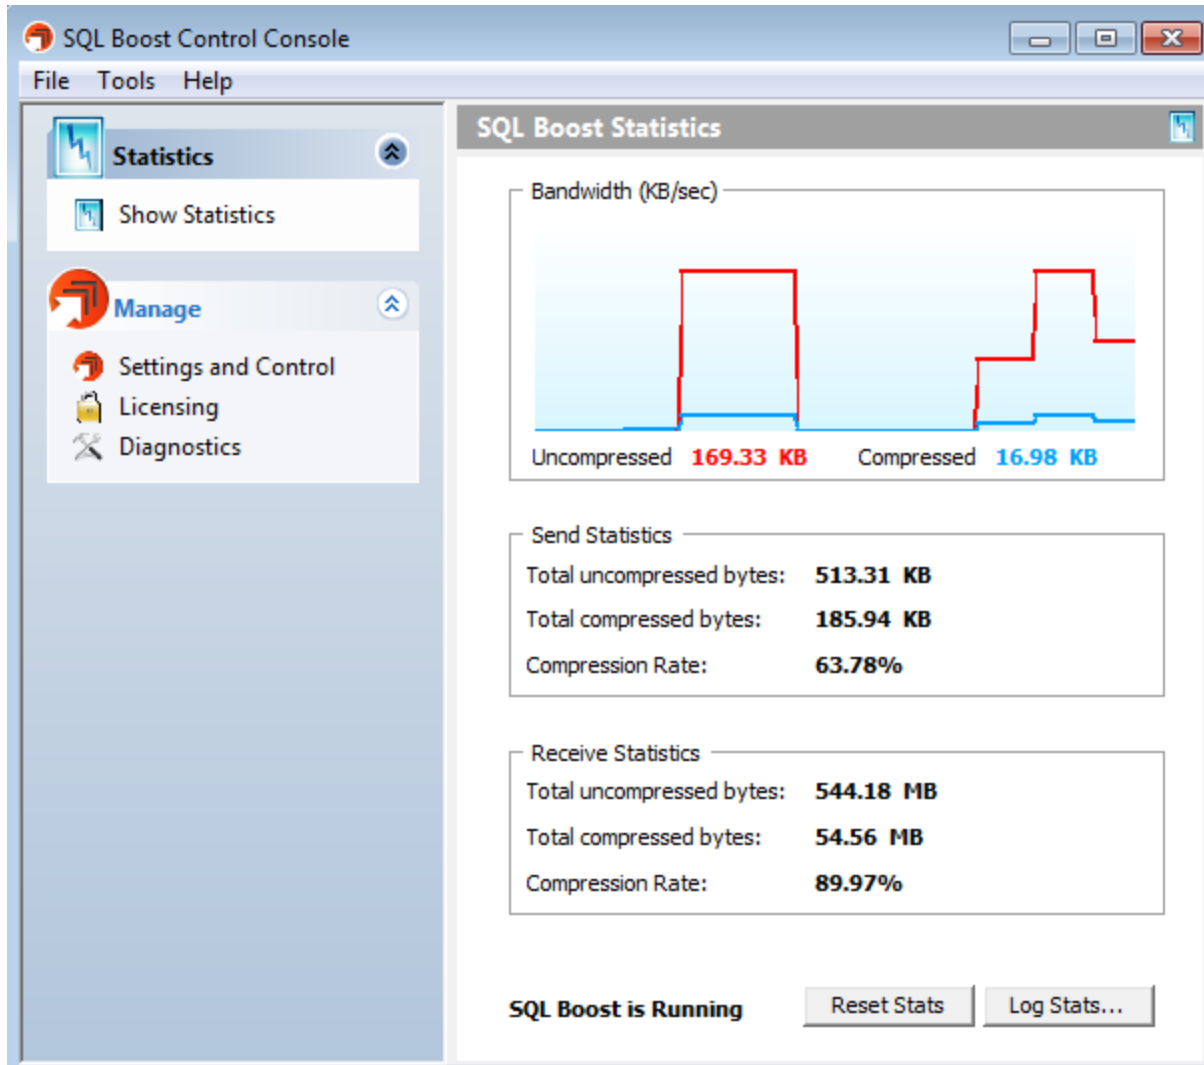 SQL Boost Control Console
File Tools Help
Statistics
Show Statistics
Manage
Settings and Control
Licensing
Diagnostics
SQL Boost Statistics
Bandwidth (KB/sec)
Uncompressed 169.33 KB Compressed 16.98 KB
Send Statistics
Total uncompressed bytes: 513.31 KB
Total compressed bytes: 185.94 KB
Compression Rate: 63.78%
Receive Statistics
Total uncompressed bytes: 544.18 MB
Total compressed bytes: 54.56 MB
Compression Rate: 89.97%
SQL Boost is Running Reset Stats Log Stats...